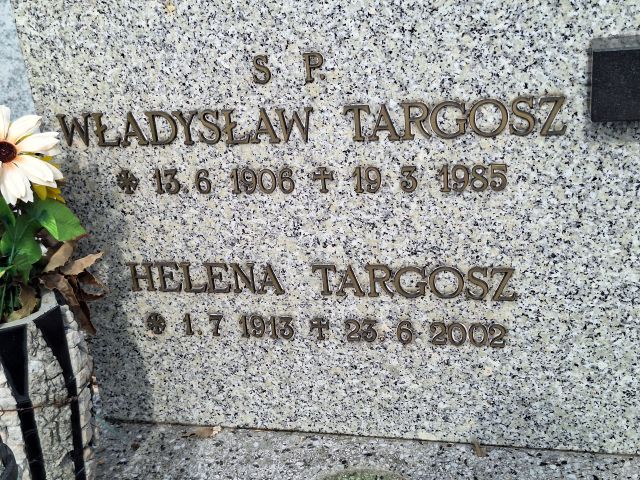 S P.
WŁADYSŁAW TARGOSZ
* 13. 6 1906 † 19 3 1985
HELENA TARGOSZ
* 1. 7 1913 † 23. 6 2002